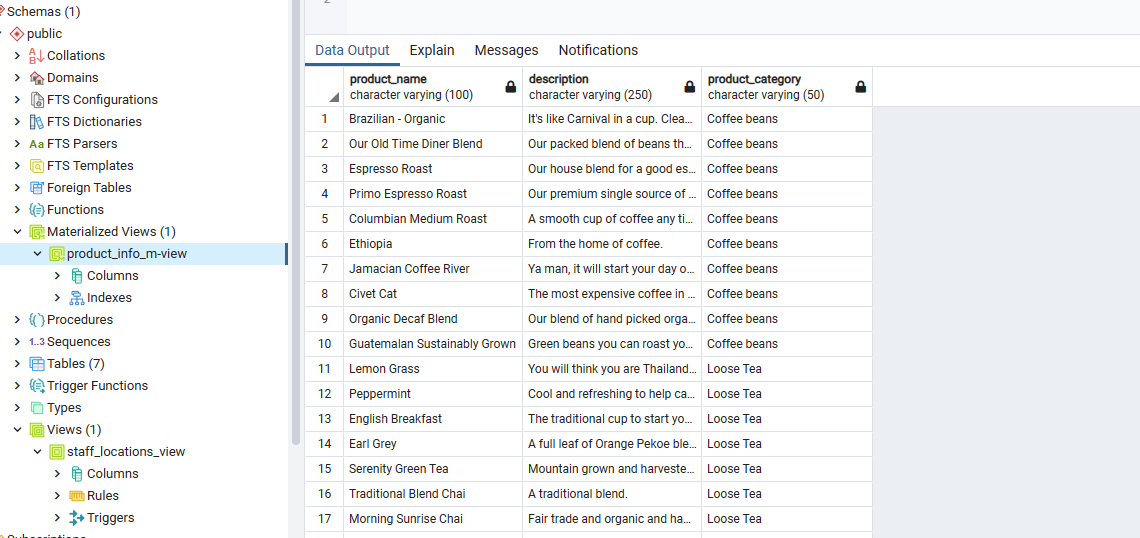 Schemas (1)
public
Collations
Domains
FTS Configurations
FTS Dictionaries
Aa FTS Parsers
FTS Templates
Foreign Tables
Functions
Materialized Views (1)
product_info_m-view
Columns
Indexes
Procedures
1..3 Sequences
Tables (7)
Trigger Functions
Types
Views (1)
staff_locations_view
Columns
Rules
Triggers
2
Data Output Explain Messages Notifications
product_name description product_category
character varying (100) character varying (250) character varying (50)
1 Brazilian - Organic It's like Carnival in a cup. Clea... Coffee beans
2 Our Old Time Diner Blend Our packed blend of beans th... Coffee beans
3 Espresso Roast Our house blend for a good es... Coffee beans
4 Primo Espresso Roast Our premium single source of ... Coffee beans
5 Columbian Medium Roast A smooth cup of coffee any ti... Coffee beans
6 Ethiopia From the home of coffee. Coffee beans
7 Jamacian Coffee River Ya man, it will start your day o... Coffee beans
8 Civet Cat The most expensive coffee in ... Coffee beans
9 Organic Decaf Blend Our blend of hand picked orga... Coffee beans
10 Guatemalan Sustainably Grown Green beans you can roast yo... Coffee beans
11 Lemon Grass You will think you are Thailand... Loose Tea
12 Peppermint Cool and refreshing to help ca... Loose Tea
13 English Breakfast The traditional cup to start yo... Loose Tea
14 Earl Grey A full leaf of Orange Pekoe ble... Loose Tea
15 Serenity Green Tea Mountain grown and harveste... Loose Tea
16 Traditional Blend Chai A traditional blend. Loose Tea
17 Morning Sunrise Chai Fair trade and organic and ha... Loose Tea